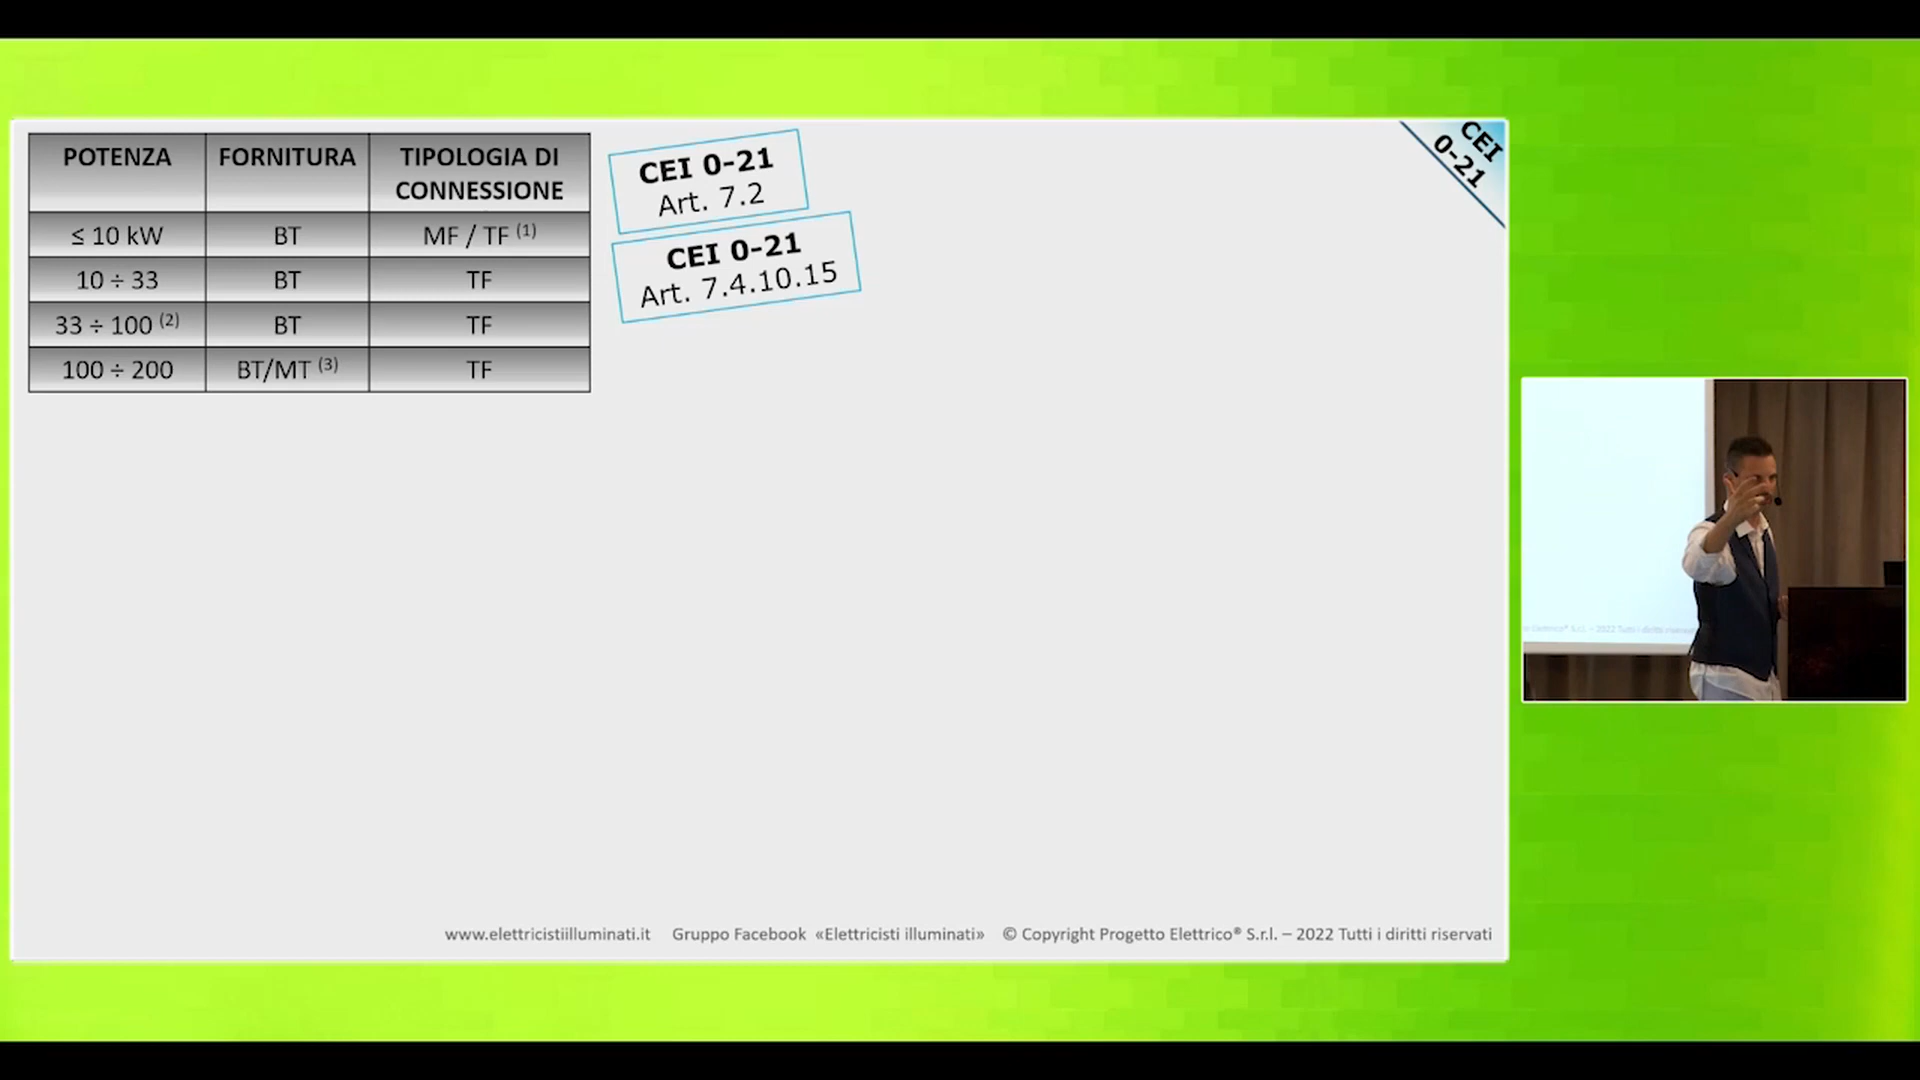 POTENZA FORNITURA TIPOLOGIA DI CONNESSIONE
≤ 10 kW BT MF / TF (1)
10 ÷ 33 BT TF
33 ÷ 100 (2) BT TF
100 ÷ 200 BT/MT (3) TF
CEI 0-21
Art. 7.2
CEI 0-21
Art. 7.4.10.15
CEI
0-21
www.elettricistiilluminati.it Gruppo Facebook «Elettricisti illuminati» © Copyright Progetto Elettrico® S.r.l. – 2022 Tutti i diritti riservati
S.r.l. – 2022 Tutti i diritti